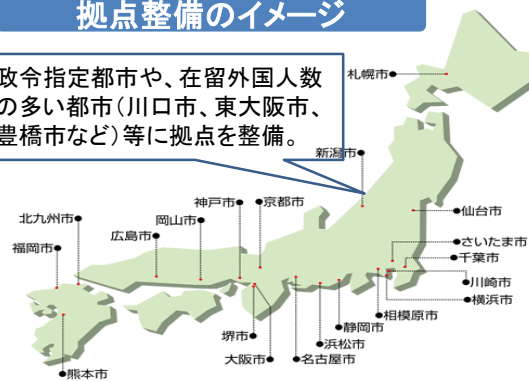 拠点整備のイメージ
政令指定都市や、在留外国人数
の多い都市(川口市、東大阪市、
豊橋市など)等に拠点を整備。
札幌市
新潟市
神戸市
京都市
仙台市
北九州市
岡山市
広島市
さいたま市
福岡市
千葉市
川崎市
横浜市
相模原市
静岡市
堺市
浜松市
大阪市
名古屋市
熊本市